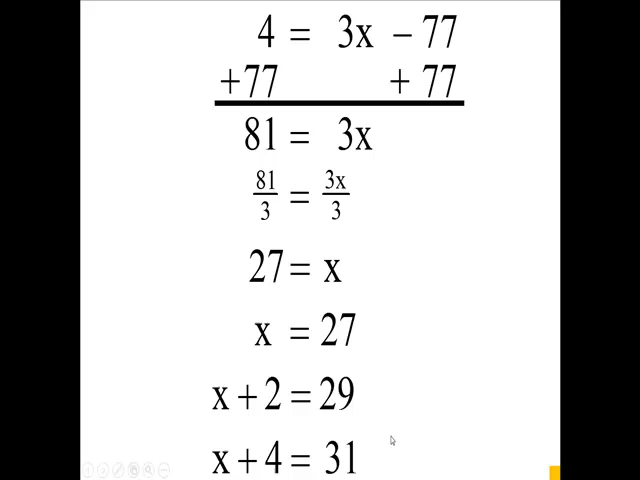 4 = 3x − 77
+77 + 77
81 = 3x
81/3 = 3x/3
27 = x
x = 27
x + 2 = 29
x + 4 = 31